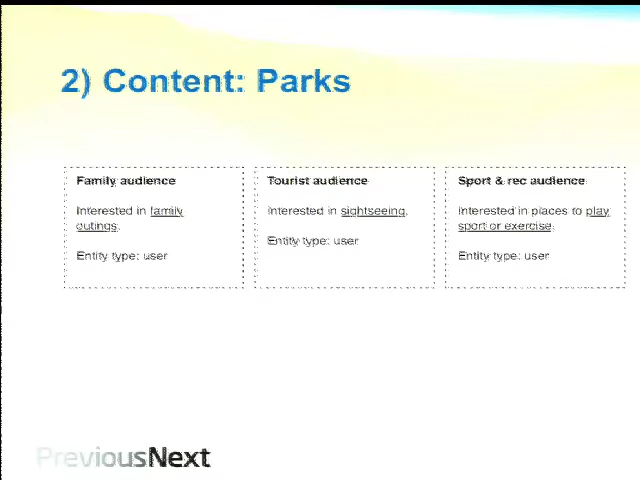 2) Content: Parks
Family audience
Interested in family
outings.
Entity type: user
Tourist audience
Interested in sightseeing.
Entity type: user
Sport & rec audience
Interested in places to play
sport or exercise.
Entity type: user
PreviousNext